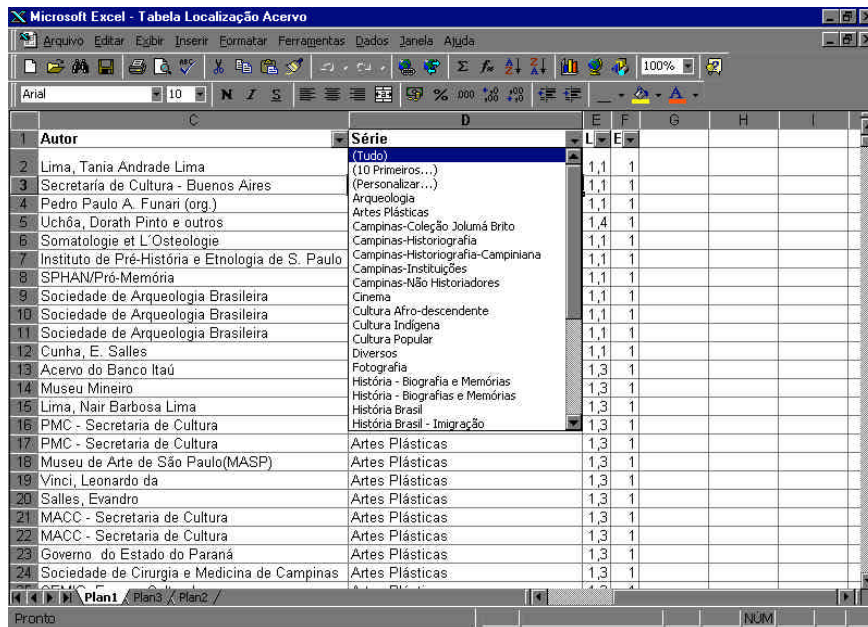 Microsoft Excel - Tabela Localização Acervo
Arquivo Editar Exibir Inserir Formatar Ferramentas Dados Janela Ajuda
100%
Arial 10 N I S % 000
C D E F G H I
1 Autor Série L E
2 Lima, Tania Andrade Lima 1,1 1
3 Secretaría de Cultura - Buenos Aires 1,1 1
4 Pedro Paulo A. Funari (org.) 1,1 1
5 Uchôa, Dorath Pinto e outros 1,4 1
6 Somatologie et L´Osteologie 1,1 1
7 Instituto de Pré-História e Etnologia de S. Paulo 1,1 1
8 SPHAN/Pró-Memória 1,1 1
9 Sociedade de Arqueologia Brasileira 1,1 1
10 Sociedade de Arqueologia Brasileira 1,1 1
11 Sociedade de Arqueologia Brasileira 1,1 1
12 Cunha, E. Salles 1,1 1
13 Acervo do Banco Itaú 1,3 1
14 Museu Mineiro 1,3 1
15 Lima, Nair Barbosa Lima 1,3 1
16 PMC - Secretaria de Cultura 1,3 1
(Tudo)
(10 Primeiros...)
(Personalizar...)
Arqueologia
Artes Plásticas
Campinas-Coleção Jolumá Brito
Campinas-Historiografia
Campinas-Historiografia-Campiniana
Campinas-Instituições
Campinas-Não Historiadores
Cinema
Cultura Afro-descendente
Cultura Indígena
Cultura Popular
Diversos
Fotografia
História - Biografia e Memórias
História - Biografias e Memórias
História Brasil
História Brasil - Imigração
17 PMC - Secretaria de Cultura Artes Plásticas 1,3 1
18 Museu de Arte de São Paulo(MASP) Artes Plásticas 1,3 1
19 Vinci, Leonardo da Artes Plásticas 1,3 1
20 Salles, Evandro Artes Plásticas 1,3 1
21 MACC - Secretaria de Cultura Artes Plásticas 1,3 1
22 MACC - Secretaria de Cultura Artes Plásticas 1,3 1
23 Governo do Estado do Paraná Artes Plásticas 1,3 1
24 Sociedade de Cirurgia e Medicina de Campinas Artes Plásticas 1,3 1
Plan1 Plan3 Plan2
Pronto NÚM